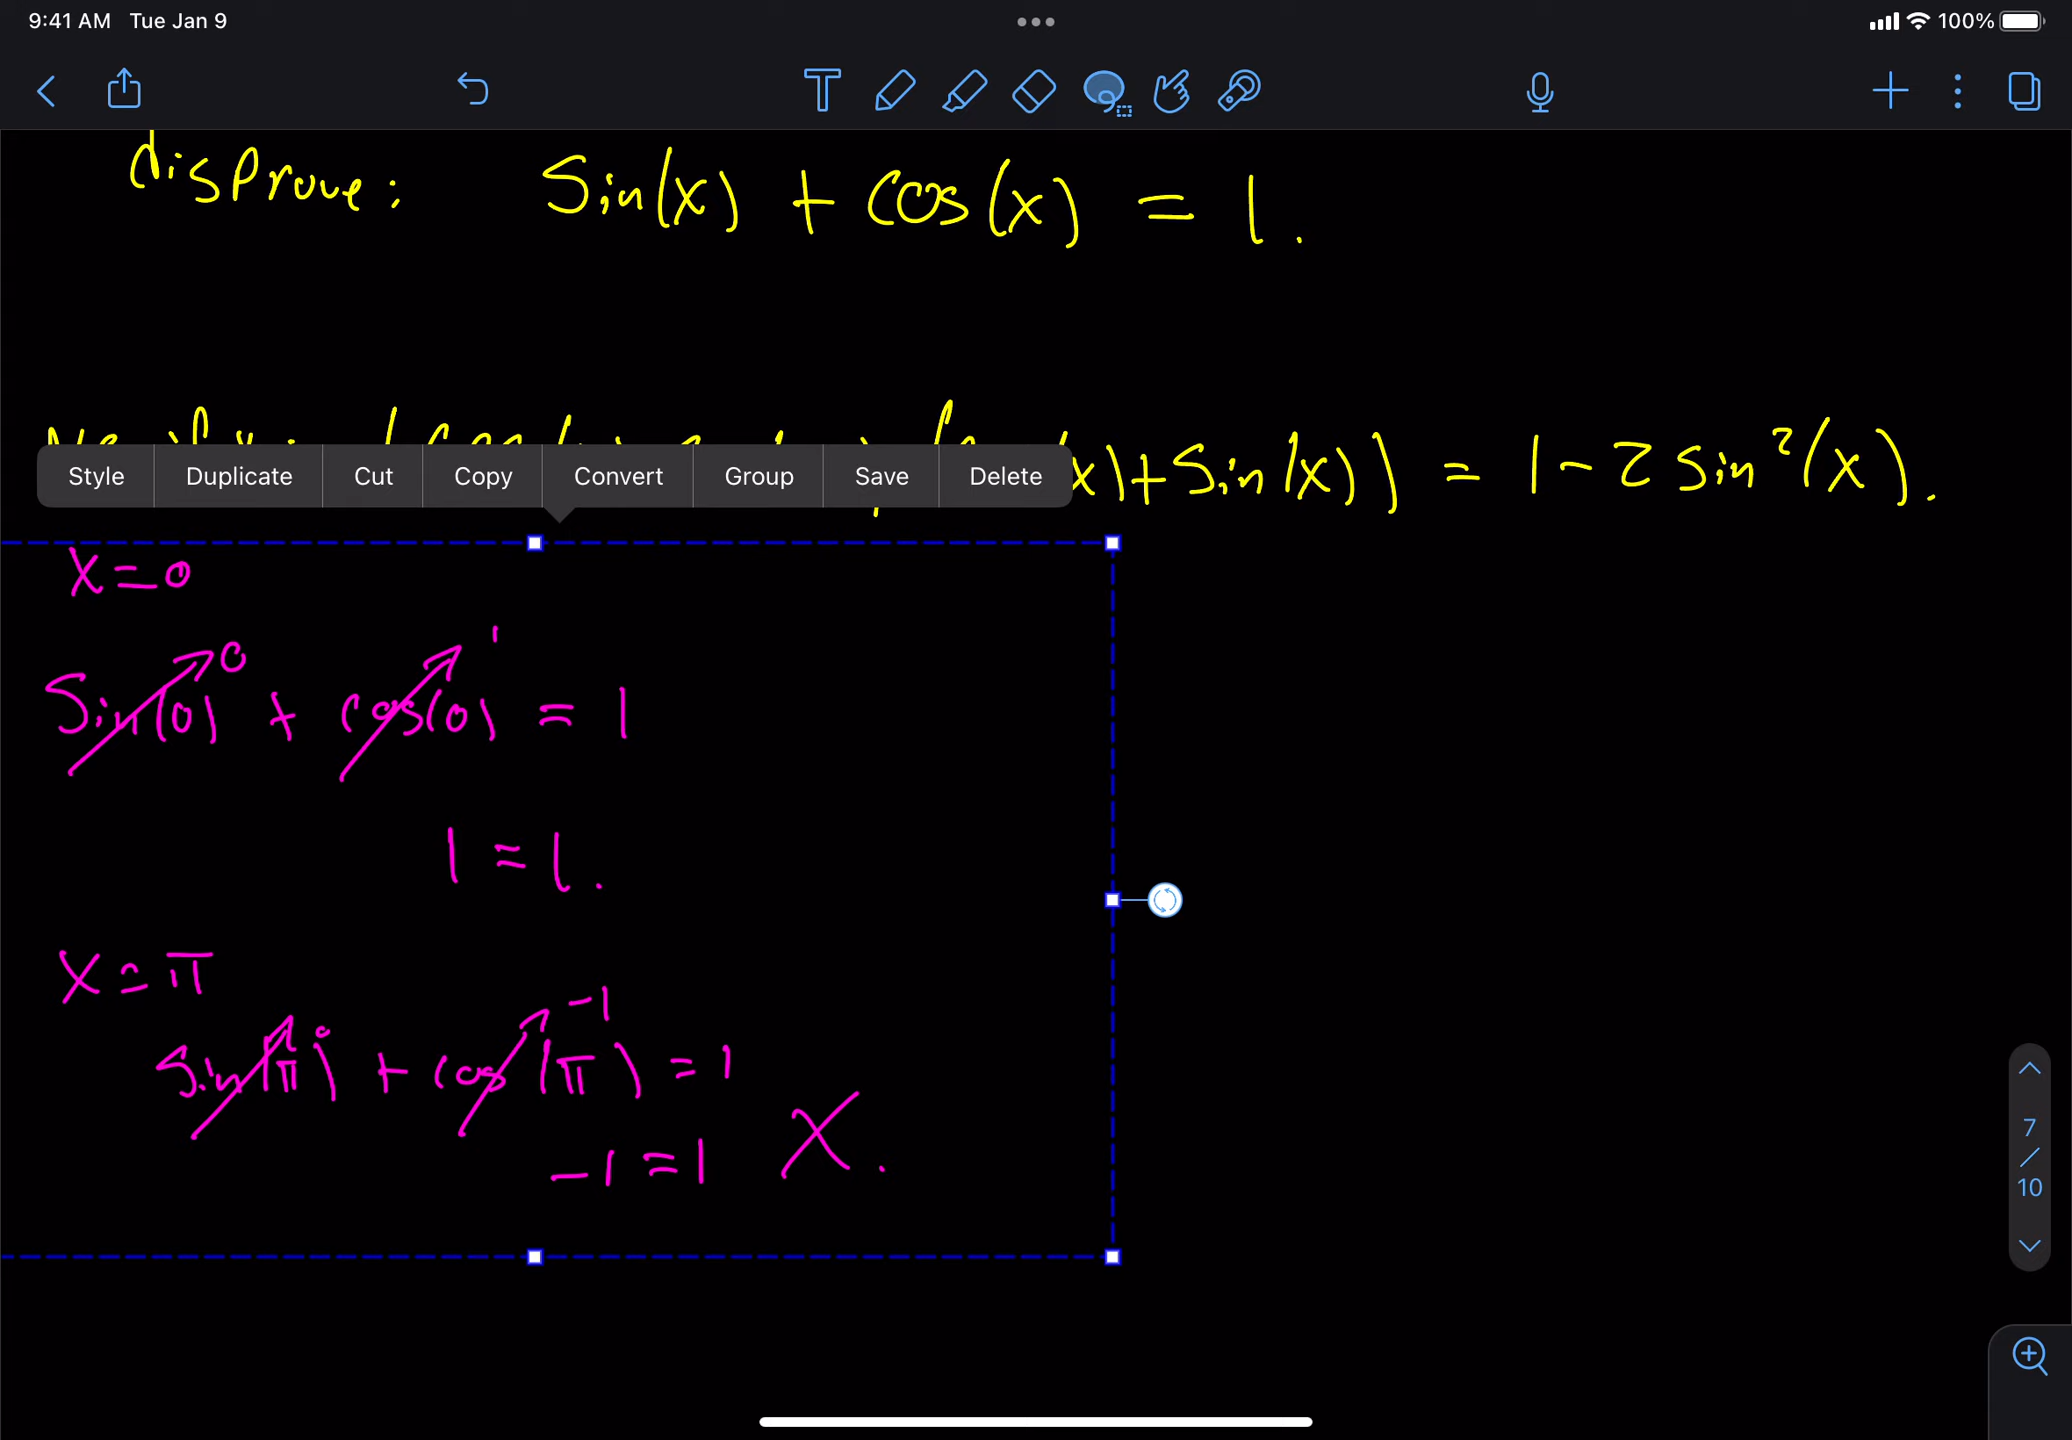 9:41 AM Tue Jan 9
100%
T
disprove: Sin(x) + cos(x) = 1.
Style Duplicate Cut Copy Convert Group Save Delete
x)+Sin(x)) = 1-2 Sin²(x).
x=0
Sin(0) 0 + cos(0) 1 = 1
1 = 1.
x=π
Sin(π) 0 + cos(π) -1 = 1
-1 = 1 X.
7
/
10